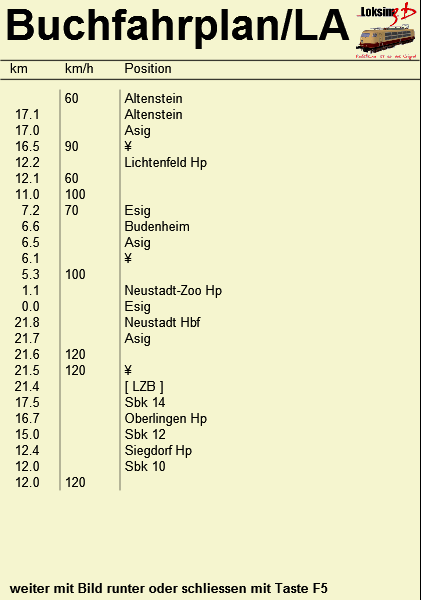 Buchfahrplan/LA
Loksim3D
km km/h Position
60 Altenstein
17.1 Altenstein
17.0 Asig
16.5 90 ¥
12.2 Lichtenfeld Hp
12.1 60
11.0 100
7.2 70 Esig
6.6 Budenheim
6.5 Asig
6.1 ¥
5.3 100
1.1 Neustadt-Zoo Hp
0.0 Esig
21.8 Neustadt Hbf
21.7 Asig
21.6 120
21.5 120 ¥
21.4 [ LZB ]
17.5 Sbk 14
16.7 Oberlingen Hp
15.0 Sbk 12
12.4 Siegdorf Hp
12.0 Sbk 10
12.0 120
weiter mit Bild runter oder schliessen mit Taste F5